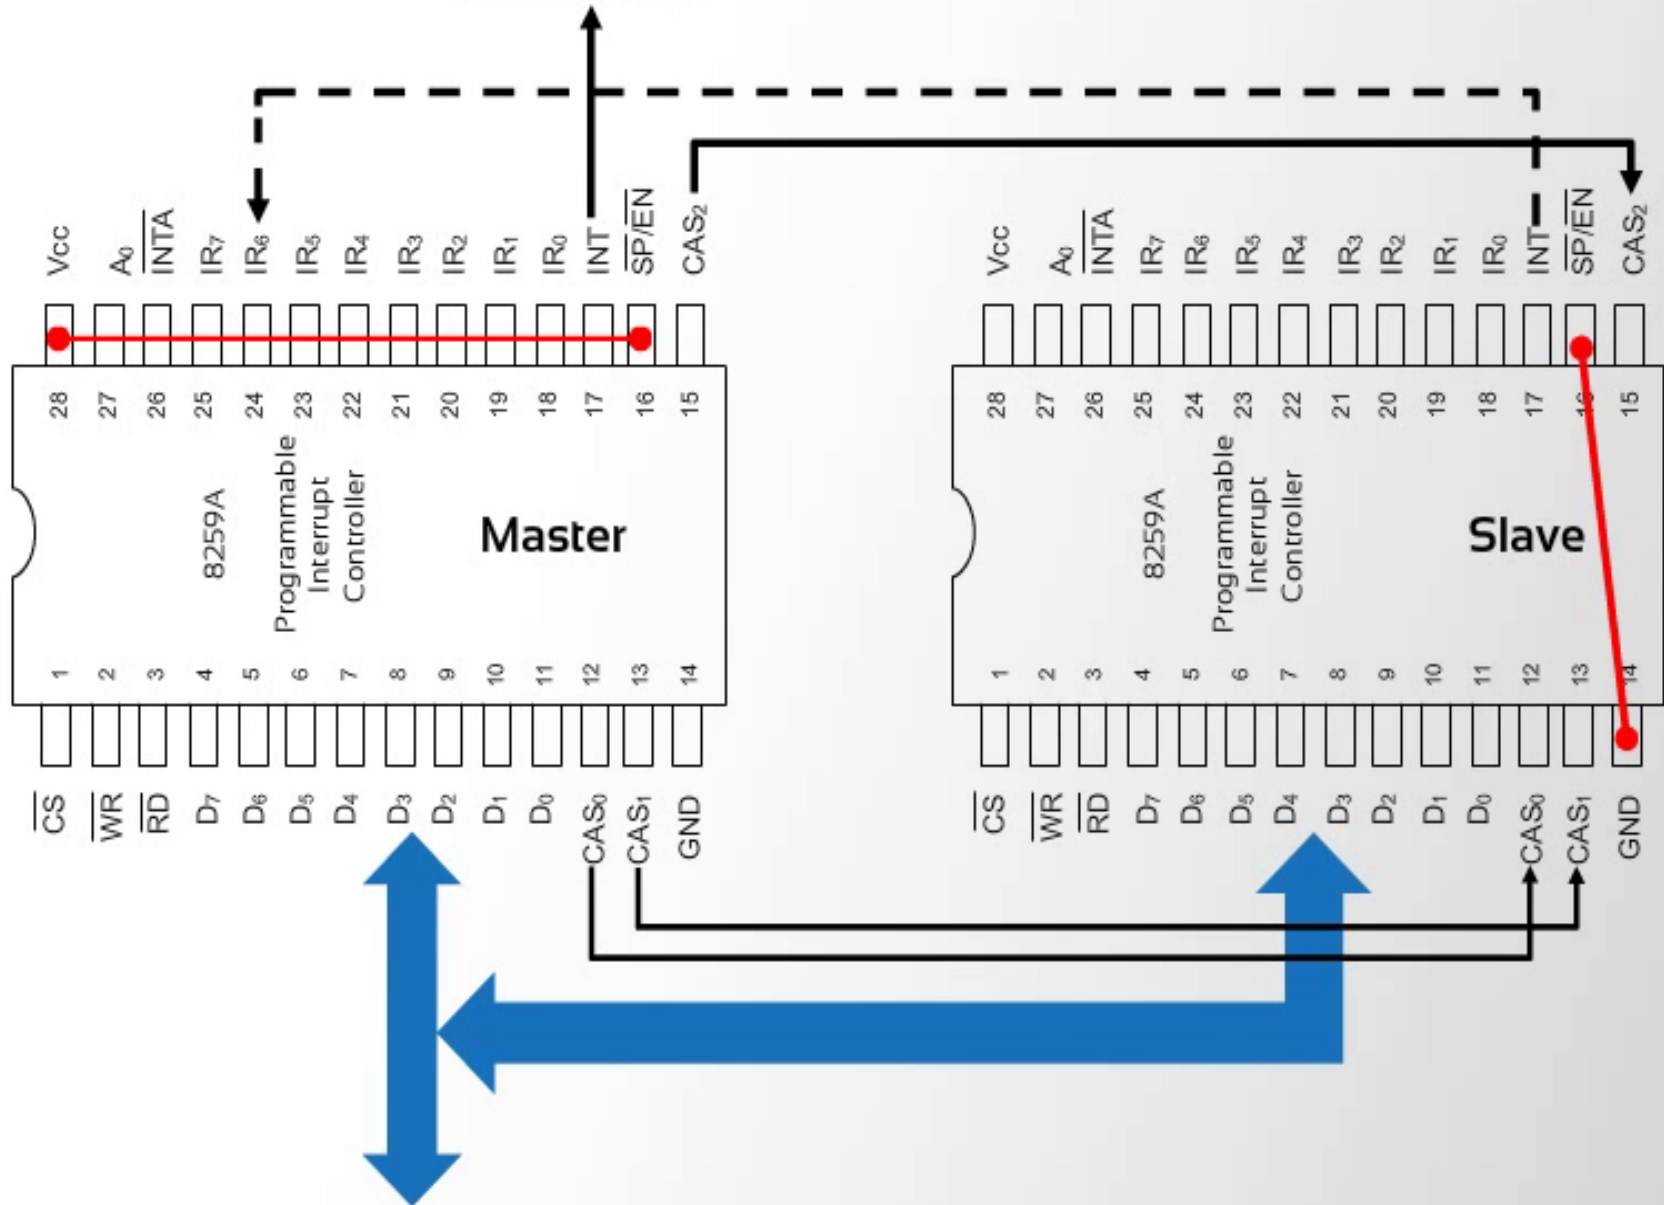 Vcc A₀ INTA IR₇ IR₆ IR₅ IR₄ IR₃ IR₂ IR₁ IR₀ INT SP/EN CAS₂
28 27 26 25 24 23 22 21 20 19 18 17 16 15
8259A
Programmable
Interrupt
Controller
Master
1 2 3 4 5 6 7 8 9 10 11 12 13 14
CS WR RD D₇ D₆ D₅ D₄ D₃ D₂ D₁ D₀ CAS₀ CAS₁ GND
Vcc A₀ INTA IR₇ IR₆ IR₅ IR₄ IR₃ IR₂ IR₁ IR₀ INT SP/EN CAS₂
28 27 26 25 24 23 22 21 20 19 18 17 16 15
8259A
Programmable
Interrupt
Controller
Slave
1 2 3 4 5 6 7 8 9 10 11 12 13 14
CS WR RD D₇ D₆ D₅ D₄ D₃ D₂ D₁ D₀ CAS₀ CAS₁ GND